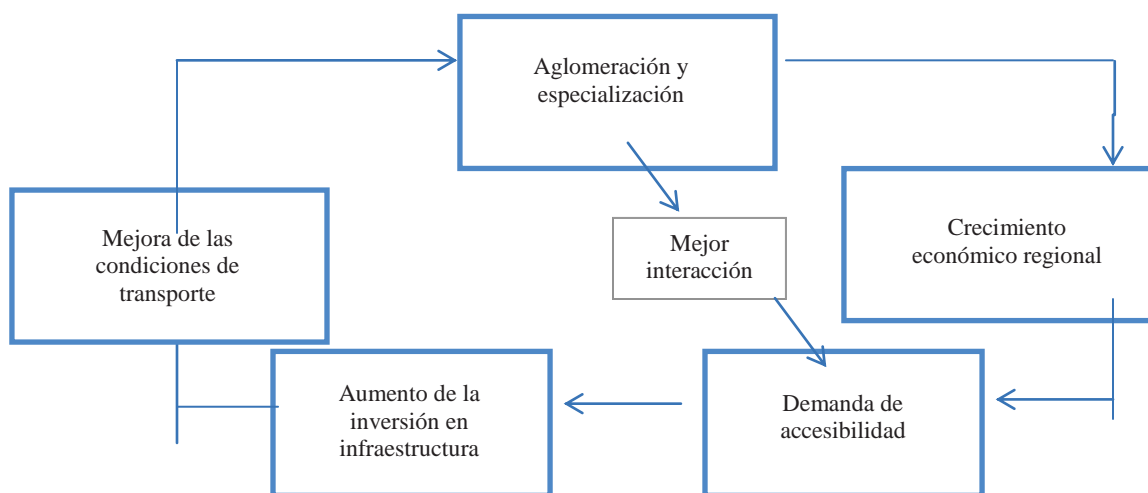 Aglomeración y
especialización
Mejora de las
condiciones de
transporte
Mejor
interacción
Crecimiento
económico regional
Aumento de la
inversión en
infraestructura
Demanda de
accesibilidad